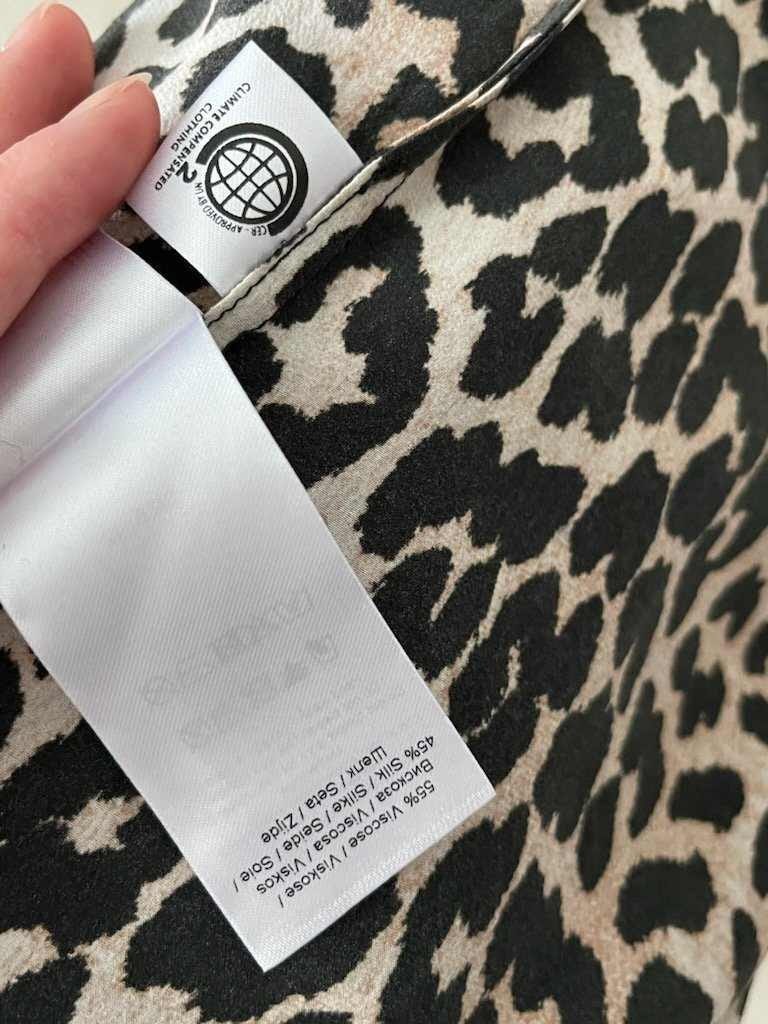 CLIMATE COMPENSATED
CLOTHING
2
CER - APPROVED BY UN
55% Viscose / Viskose /
Вискоза / Viscosa / Viskos
45% Silk / Silke / Seide / Soie /
Шелк / Seta / Zijde